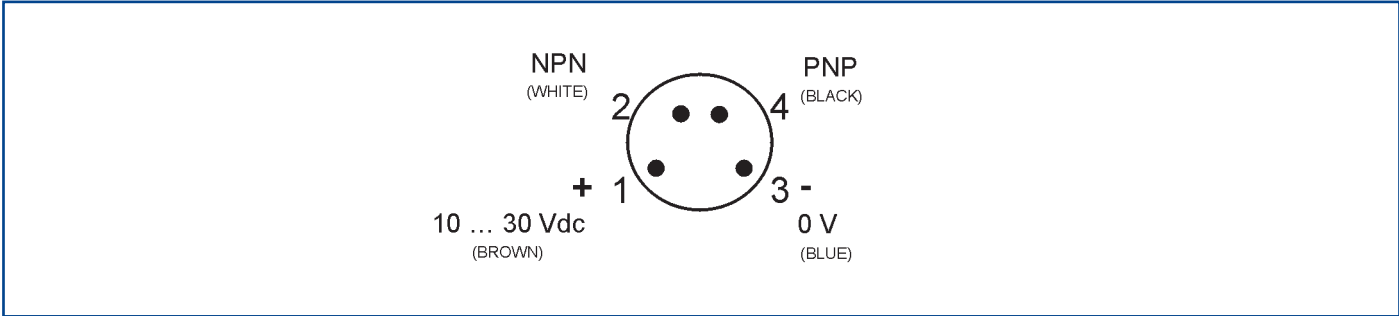 NPN
(WHITE)
2
PNP
(BLACK)
4
+ 1
10 ... 30 Vdc
(BROWN)
3 -
0 V
(BLUE)